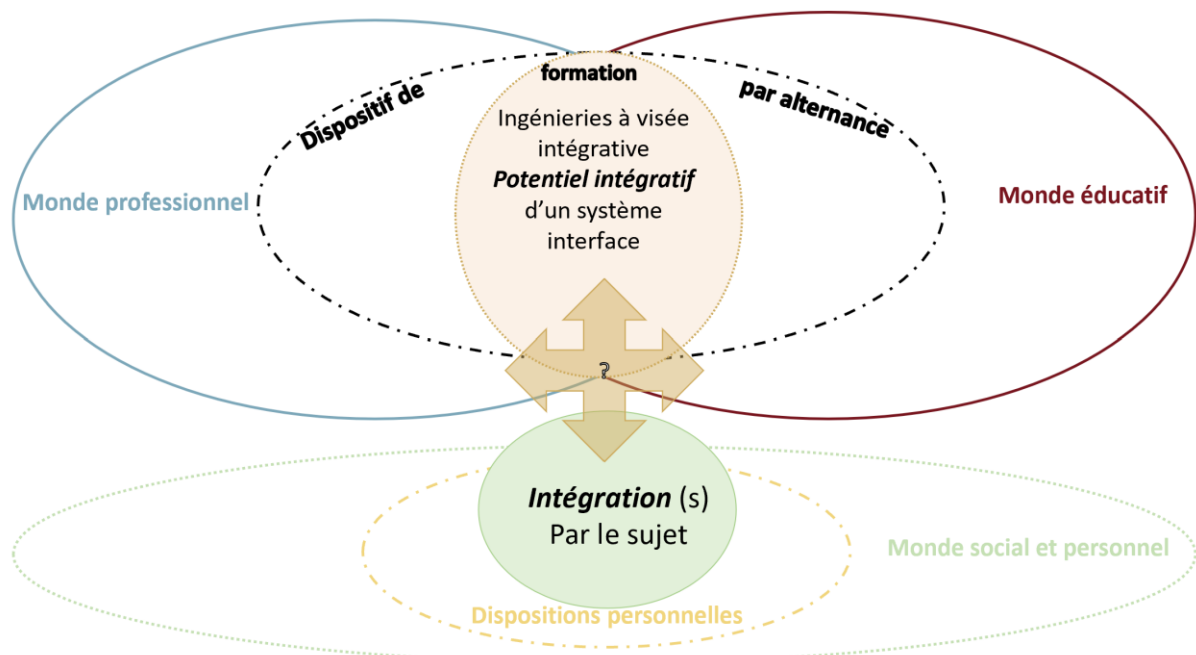 Dispositif de
formation
par alternance
Ingénieries à visée
intégrative
Potentiel intégratif
d’un système
interface
Monde professionnel
Monde éducatif
?
Intégration (s)
Par le sujet
Monde social et personnel
Dispositions personnelles